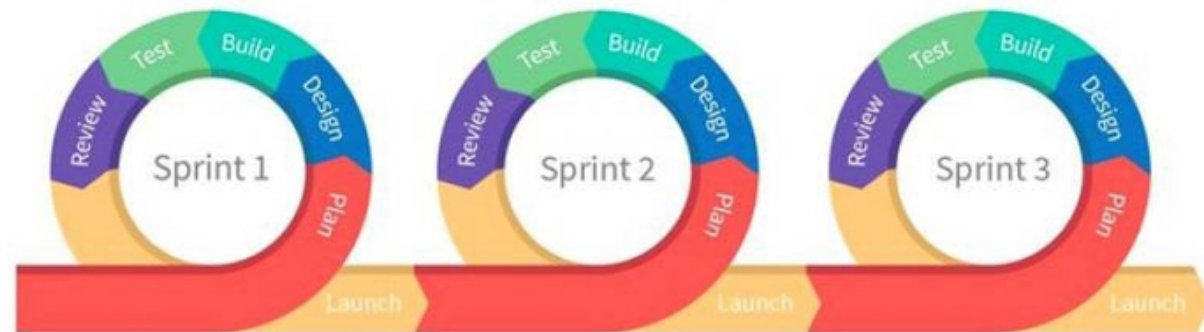 Test
Build
Design
Review
Sprint 1
Plan
Launch
Test
Build
Design
Review
Sprint 2
Plan
Launch
Test
Build
Design
Review
Sprint 3
Plan
Launch